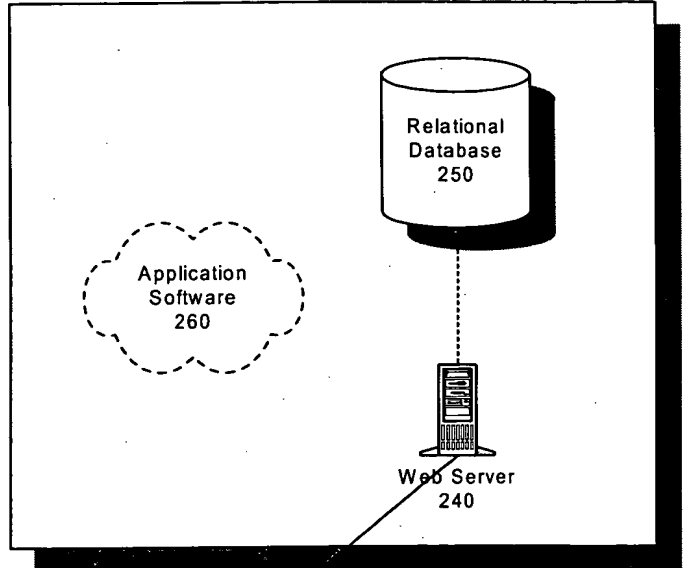 Relational
Database
250
Application
Software
260
Web Server
240